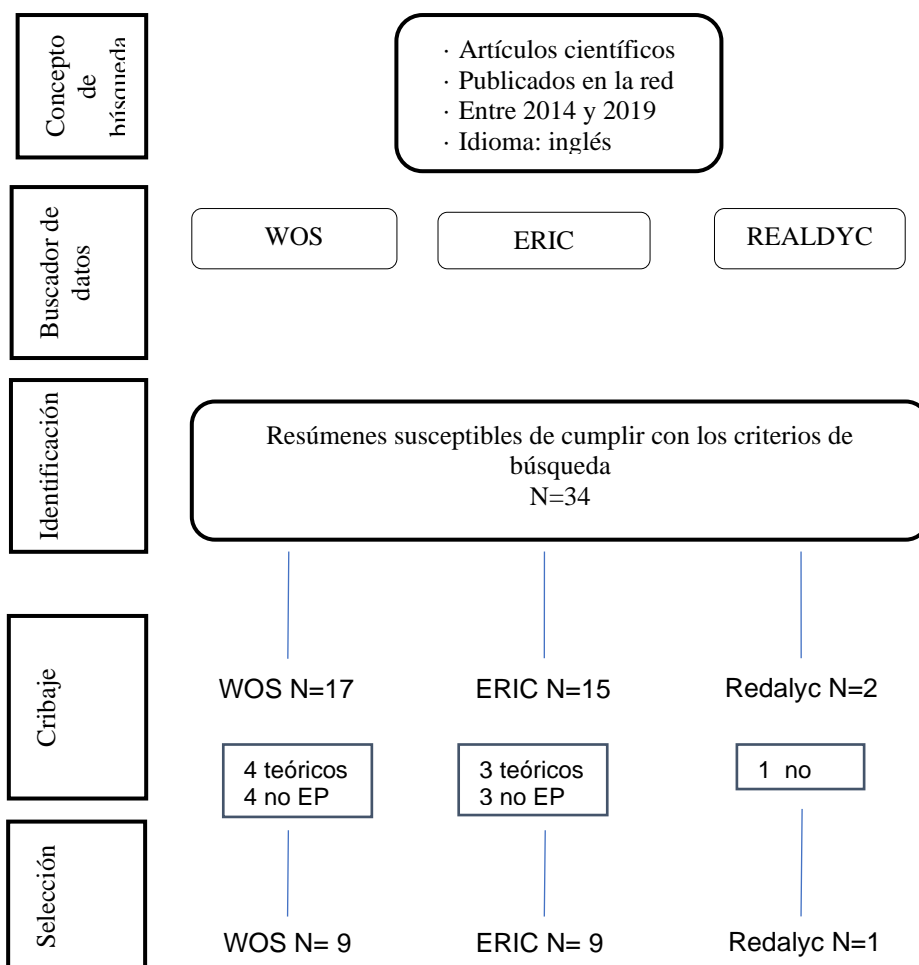 Concepto
de
búsqueda
· Artículos científicos
· Publicados en la red
· Entre 2014 y 2019
· Idioma: inglés
Buscador de
datos
WOS
ERIC
REALDYC
Identificación
Resúmenes susceptibles de cumplir con los criterios de
búsqueda
N=34
Cribaje
WOS N=17
ERIC N=15
Redalyc N=2
4 teóricos
4 no EP
3 teóricos
3 no EP
1 no
Selección
WOS N= 9
ERIC N= 9
Redalyc N=1